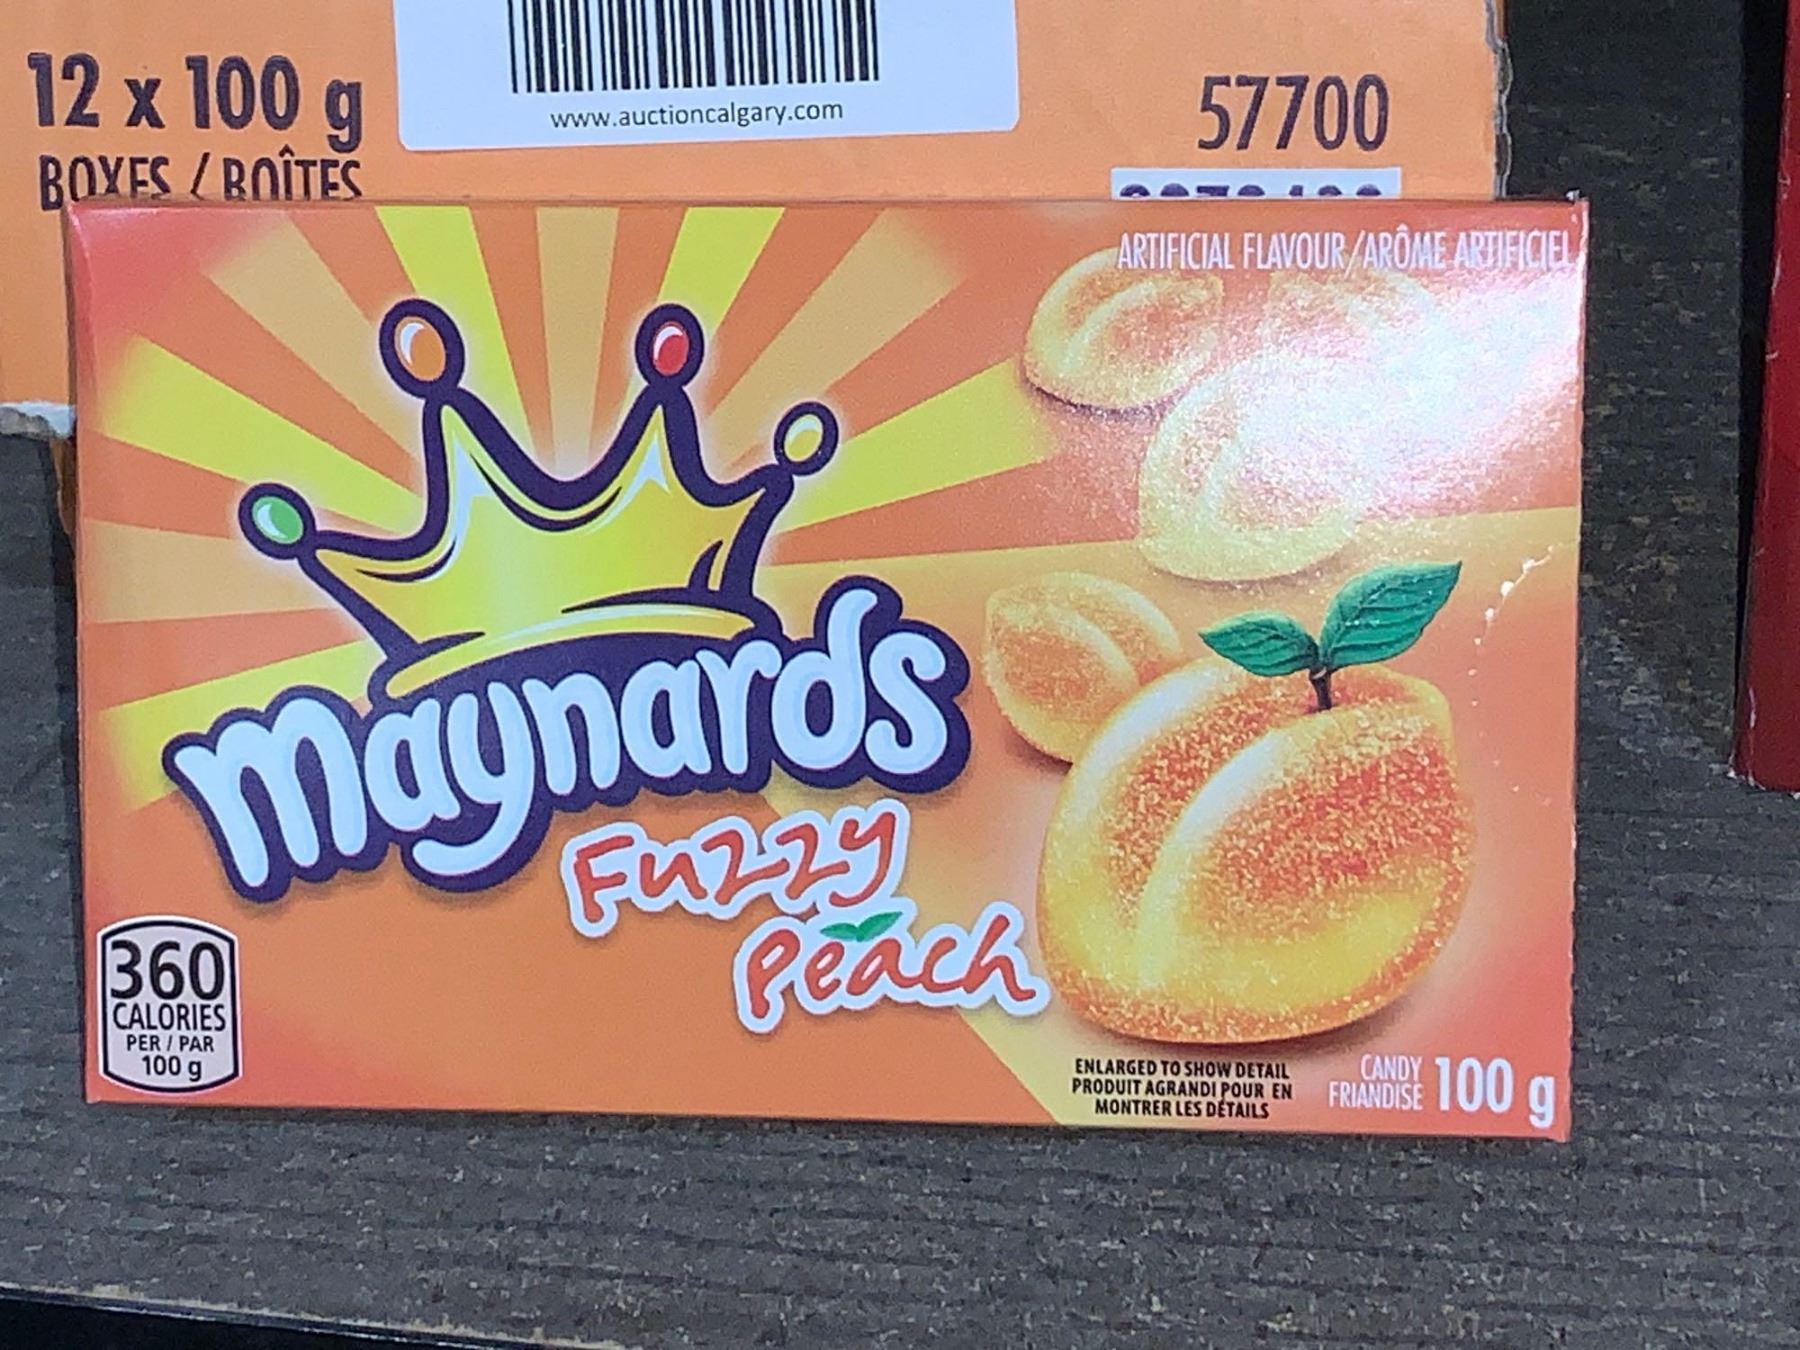 12 x 100 g
BOXES / BOÎTES
www.auctioncalgary.com
57700
ARTIFICIAL FLAVOUR/ARÔME ARTIFICIEL
maynards
Fuzzy
Peach
360
CALORIES
PER / PAR
100 g
ENLARGED TO SHOW DETAIL
PRODUIT AGRANDI POUR EN
MONTRER LES DÉTAILS
CANDY
FRIANDISE
100 g